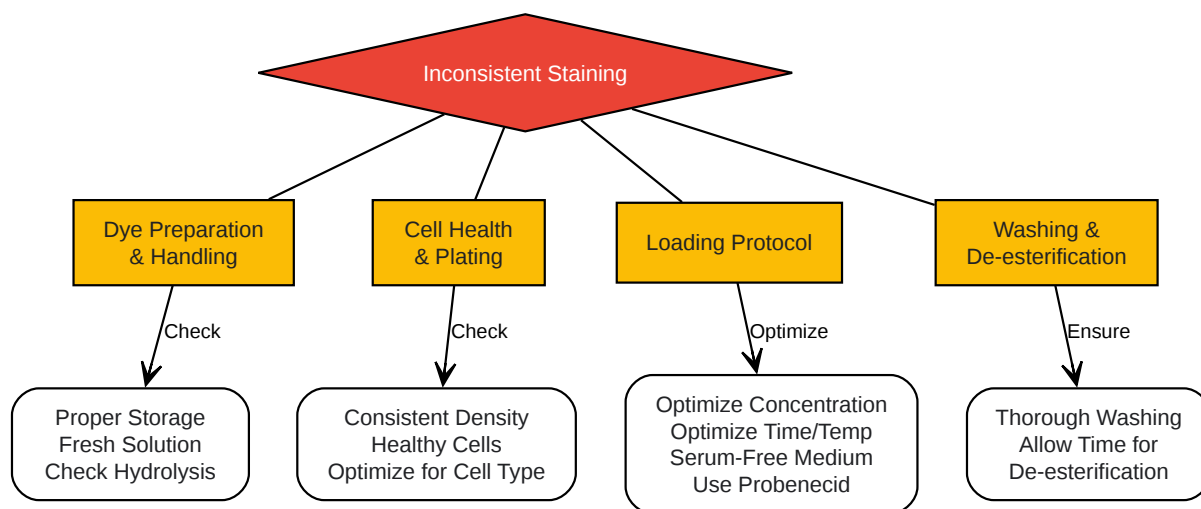 Inconsistent Staining
Dye Preparation
& Handling
Cell Health
& Plating
Loading Protocol
Washing &
De-esterification
Check
Check
Optimize
Ensure
Proper Storage
Fresh Solution
Check Hydrolysis
Consistent Density
Healthy Cells
Optimize for Cell Type
Optimize Concentration
Optimize Time/Temp
Serum-Free Medium
Use Probenecid
Thorough Washing
Allow Time for
De-esterification